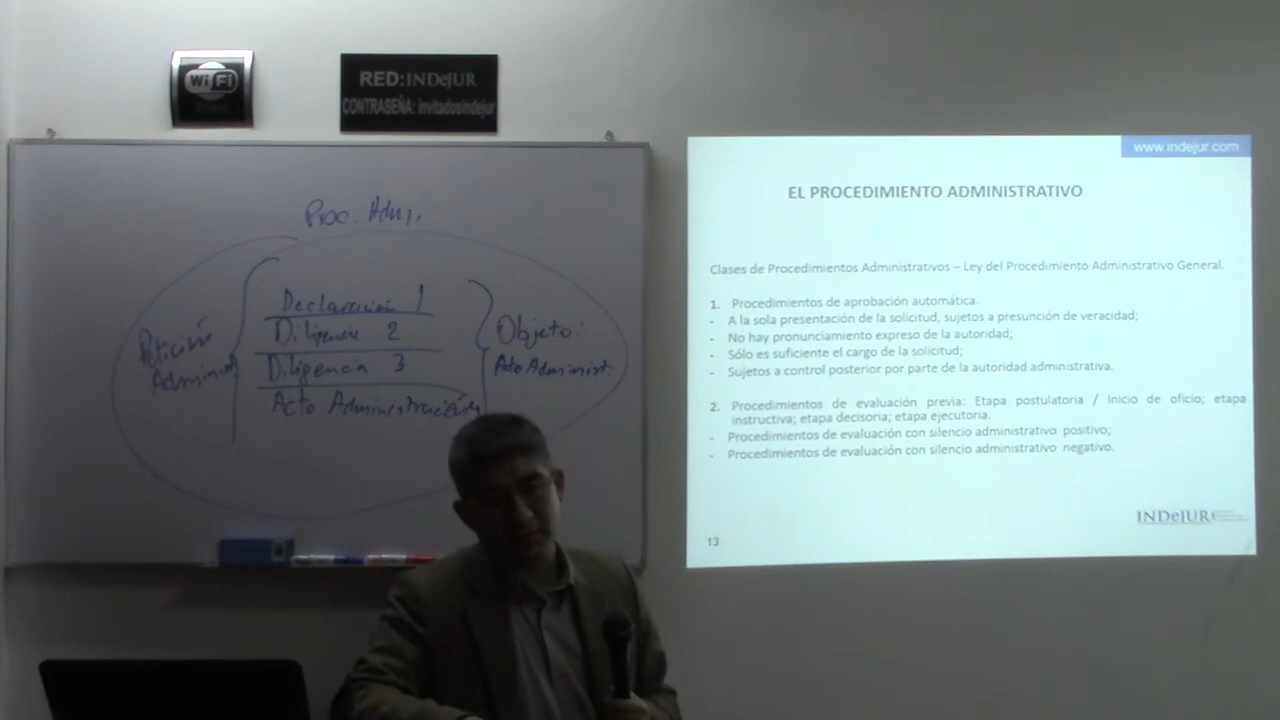 WiFi
RED:INDeJUR
CONTRASEÑA: invitadosindejur
Proc. Adm.
Petición
Administ
Declaración 1
Diligencia 2
Diligencia 3
Acto Administración
Objeto:
Acto Administ.
www.indejur.com
EL PROCEDIMIENTO ADMINISTRATIVO
Clases de Procedimientos Administrativos – Ley del Procedimiento Administrativo General.
1. Procedimientos de aprobación automática.
- A la sola presentación de la solicitud, sujetos a presunción de veracidad;
- No hay pronunciamiento expreso de la autoridad;
- Sólo es suficiente el cargo de la solicitud;
- Sujetos a control posterior por parte de la autoridad administrativa.
2. Procedimientos de evaluación previa: Etapa postulatoria / Inicio de oficio; etapa
instructiva; etapa decisoria; etapa ejecutoria.
- Procedimientos de evaluación con silencio administrativo positivo;
- Procedimientos de evaluación con silencio administrativo negativo.
INDeJUR
13